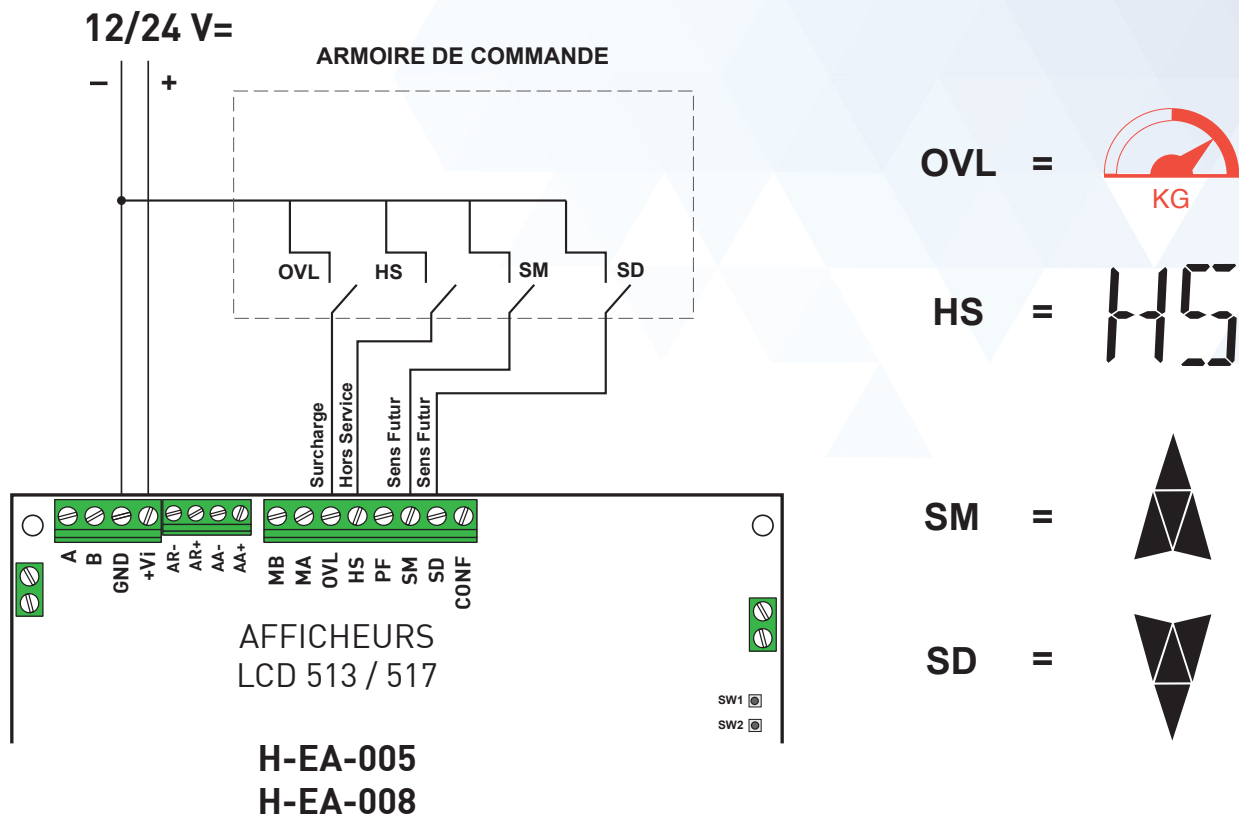 12/24 V=
– +
ARMOIRE DE COMMANDE
OVL HS SM SD
Surcharge
Hors Service
Sens Futur
Sens Futur
A
B
GND
+Vi
AR-
AR+
AA-
AA+
MB
MA
OVL
HS
PF
SM
SD
CONF
AFFICHEURS
LCD 513 / 517
SW1
SW2
H-EA-005
H-EA-008
OVL =
KG
HS = HS
SM =
SD =